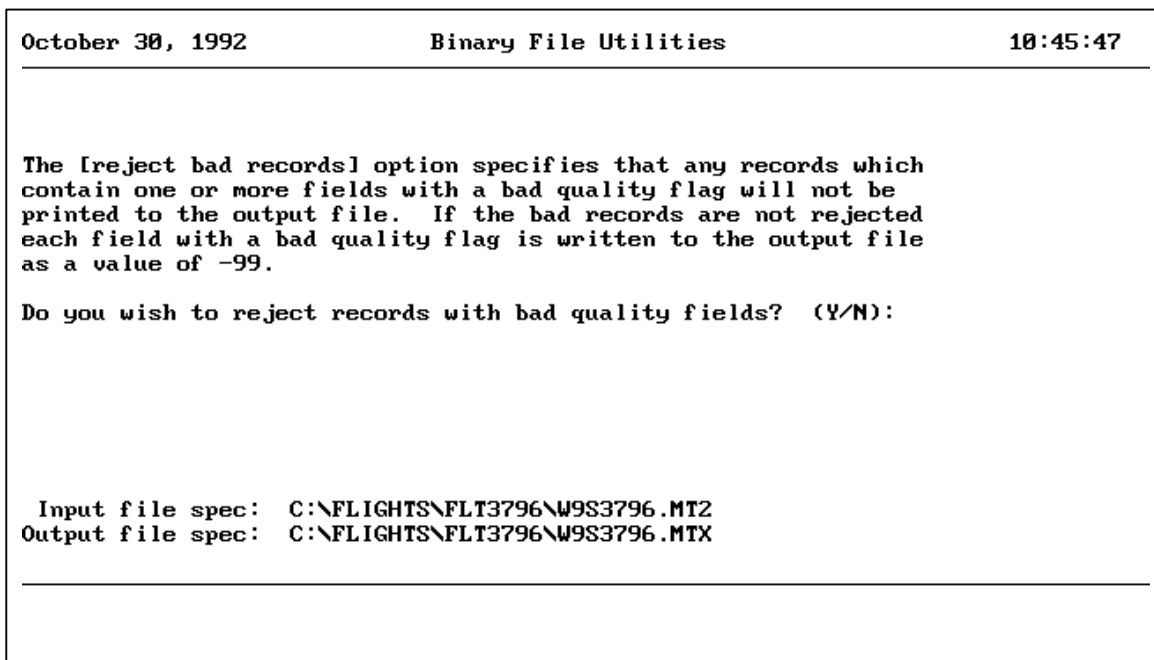 October 30, 1992 Binary File Utilities 10:45:47
The [reject bad records] option specifies that any records which
contain one or more fields with a bad quality flag will not be
printed to the output file. If the bad records are not rejected
each field with a bad quality flag is written to the output file
as a value of -99.
Do you wish to reject records with bad quality fields? (Y/N):
Input file spec: C:\FLIGHTS\FLT3796\W9S3796.MT2
Output file spec: C:\FLIGHTS\FLT3796\W9S3796.MTX